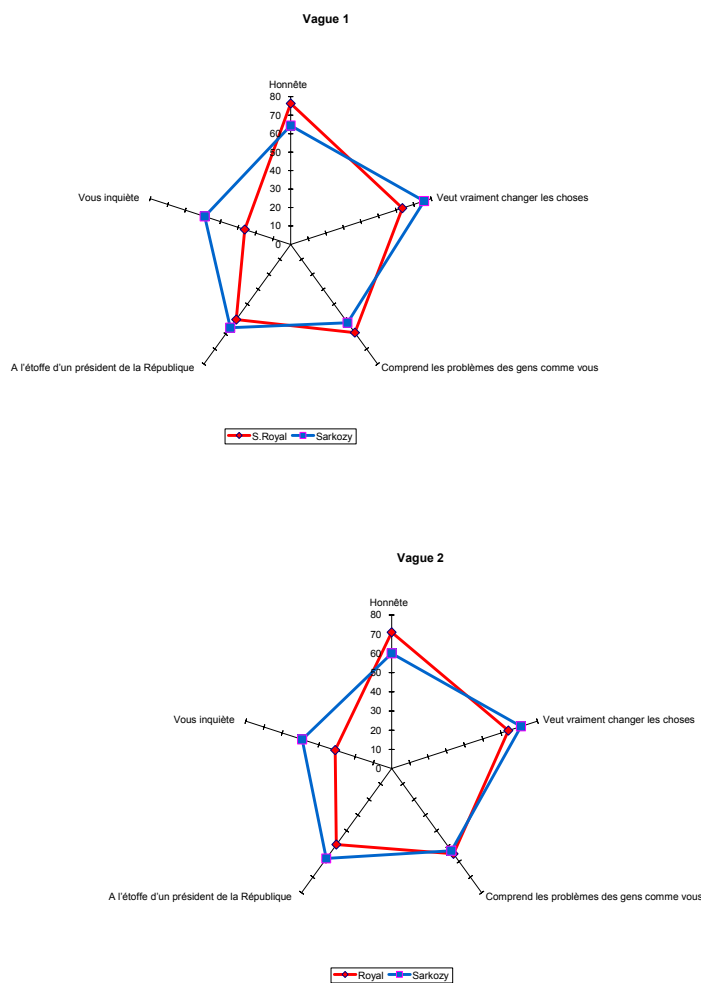 Vague 1
Honnête
80
70
60
50
40
30
20
10
0
Vous inquiète
Veut vraiment changer les choses
A l'étoffe d'un président de la République
Comprend les problèmes des gens comme vous
S.Royal Sarkozy
Vague 2
Honnête
80
70
60
50
40
30
20
10
0
Vous inquiète
Veut vraiment changer les choses
A l'étoffe d'un président de la République
Comprend les problèmes des gens comme vous
Royal Sarkozy